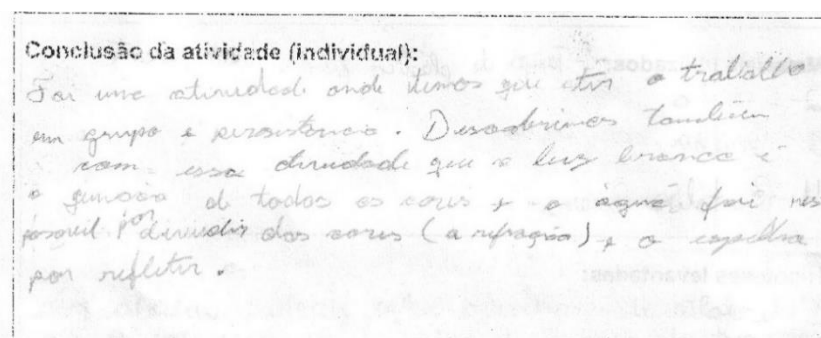 Conclusão da atividade (individual):
Foi uma atividade onde temos que ter o trabalho
em grupo e persistência. Descobrimos também
com essa atividade que a luz branca é
a junção de todas as cores e a água foi res
ponsável por dividir das cores (a refração) e o espelho
por refletir.